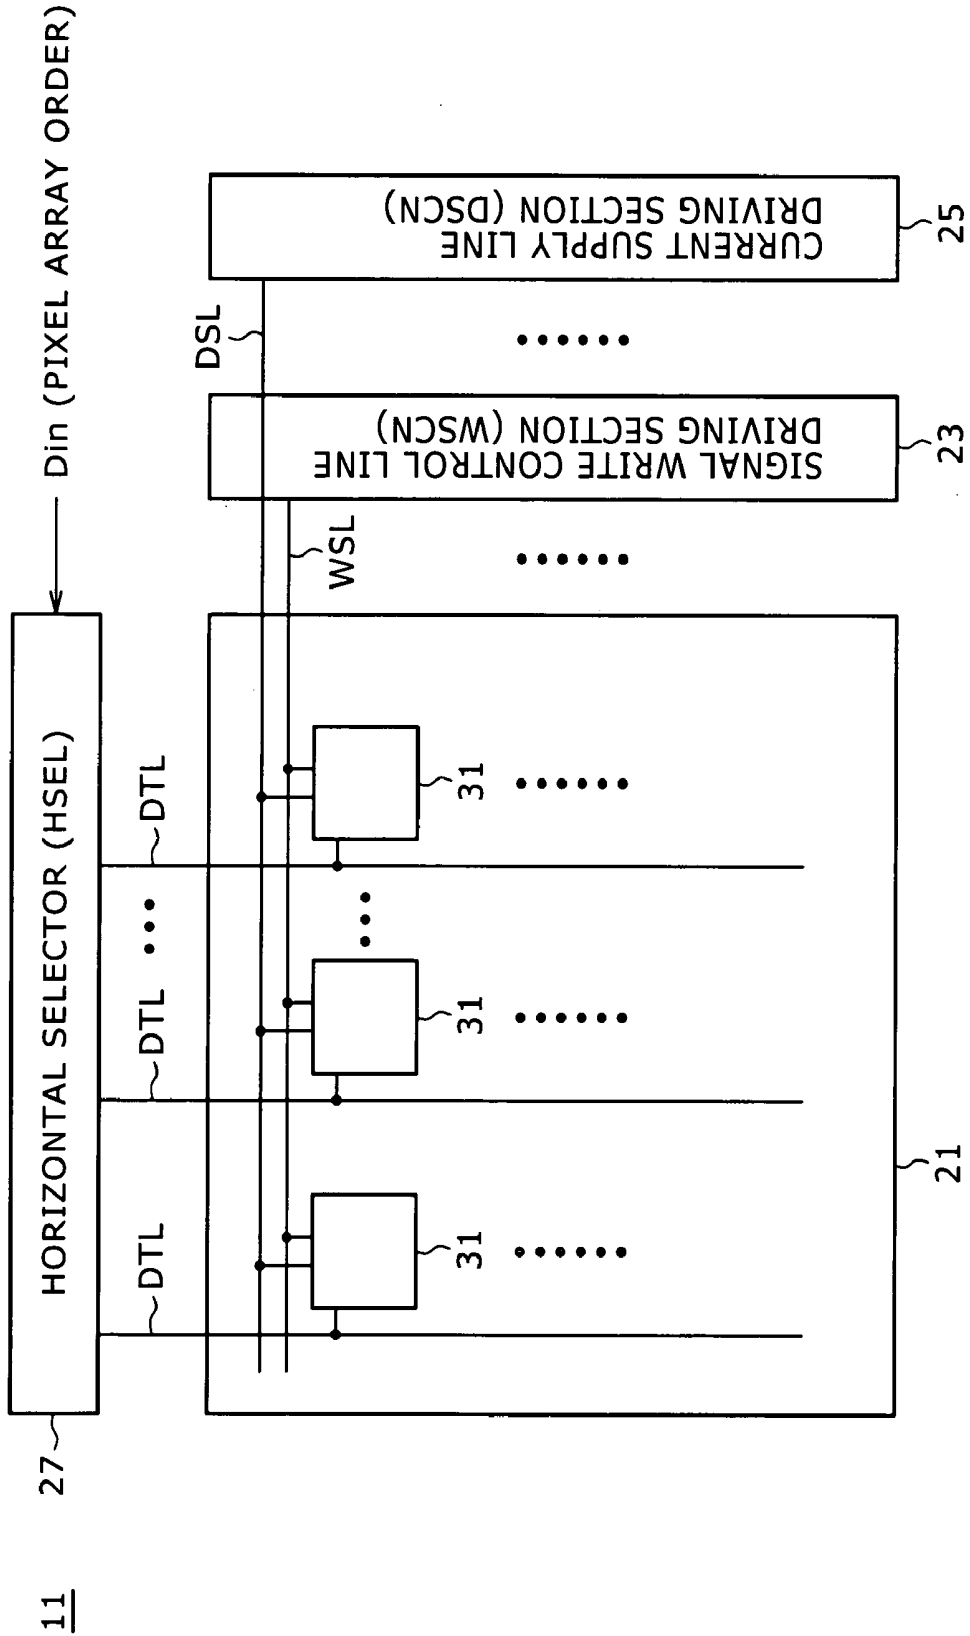 11
27
HORIZONTAL SELECTOR (HSEL)
Din (PIXEL ARRAY ORDER)
DTL
DTL
DTL
DSL
WSL
31
31
31
SIGNAL WRITE CONTROL LINE
DRIVING SECTION (WSCN)
CURRENT SUPPLY LINE
DRIVING SECTION (DSCN)
21
23
25